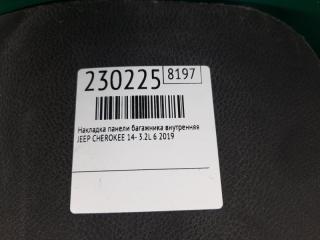 230225 8197
Накладка панели багажника внутренняя
JEEP CHEROKEE 14- 3.2L 6 2019